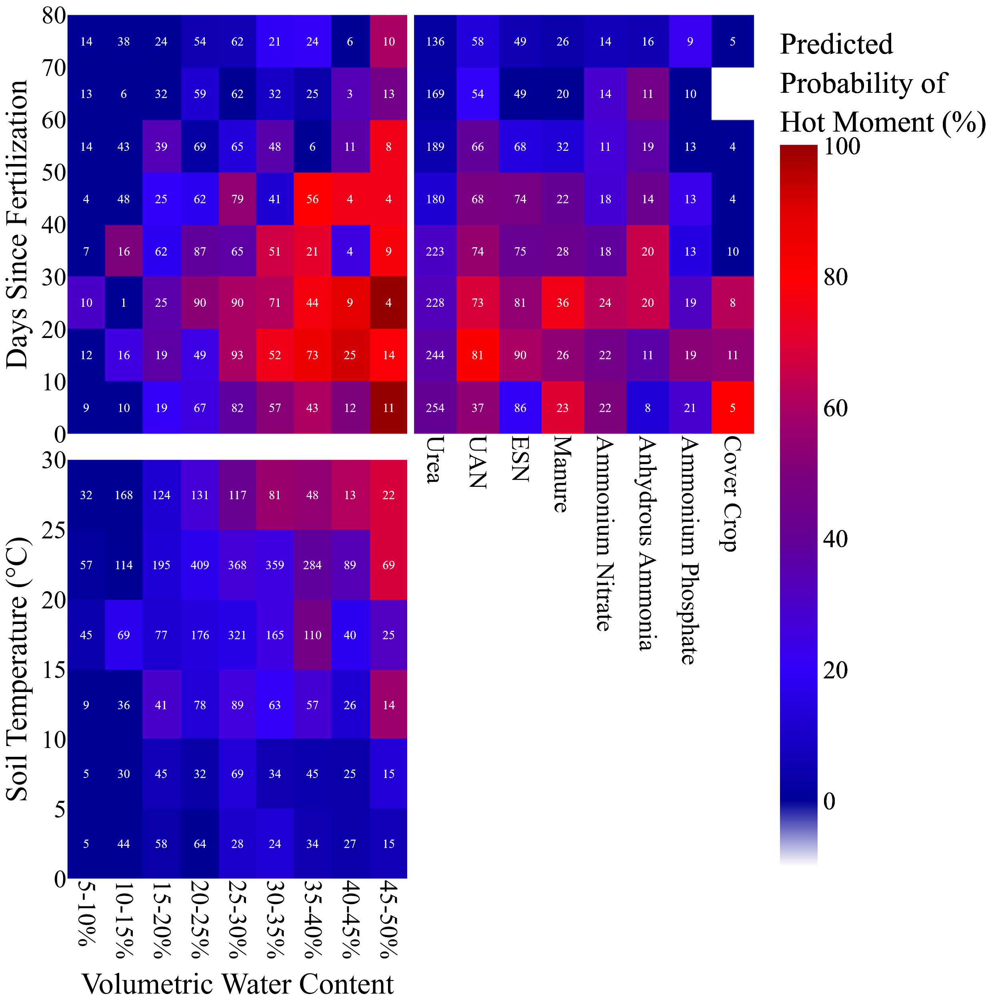 Predicted
Probability of
Hot Moment (%)
100
80
60
40
20
0
Days Since Fertilization
80
70
60
50
40
30
20
10
0
14 38 24 54 62 21 24 6 10
13 6 32 59 62 32 25 3 13
14 43 39 69 65 48 6 11 8
4 48 25 62 79 41 56 4 4
7 16 62 87 65 51 21 4 9
10 1 25 90 90 71 44 9 4
12 16 19 49 93 52 73 25 14
9 10 19 67 82 57 43 12 11
136 58 49 26 14 16 9 5
169 54 49 20 14 11 10
189 66 68 32 11 19 13 4
180 68 74 22 18 14 13 4
223 74 75 28 18 20 13 10
228 73 81 36 24 20 19 8
244 81 90 26 22 11 19 11
254 37 86 23 22 8 21 5
Urea
UAN
ESN
Manure
Ammonium Nitrate
Anhydrous Ammonia
Ammonium Phosphate
Cover Crop
Soil Temperature (°C)
30
25
20
15
10
5
0
32 168 124 131 117 81 48 13 22
57 114 195 409 368 359 284 89 69
45 69 77 176 321 165 110 40 25
9 36 41 78 89 63 57 26 14
5 30 45 32 69 34 45 25 15
5 44 58 64 28 24 34 27 15
5-10%
10-15%
15-20%
20-25%
25-30%
30-35%
35-40%
40-45%
45-50%
Volumetric Water Content